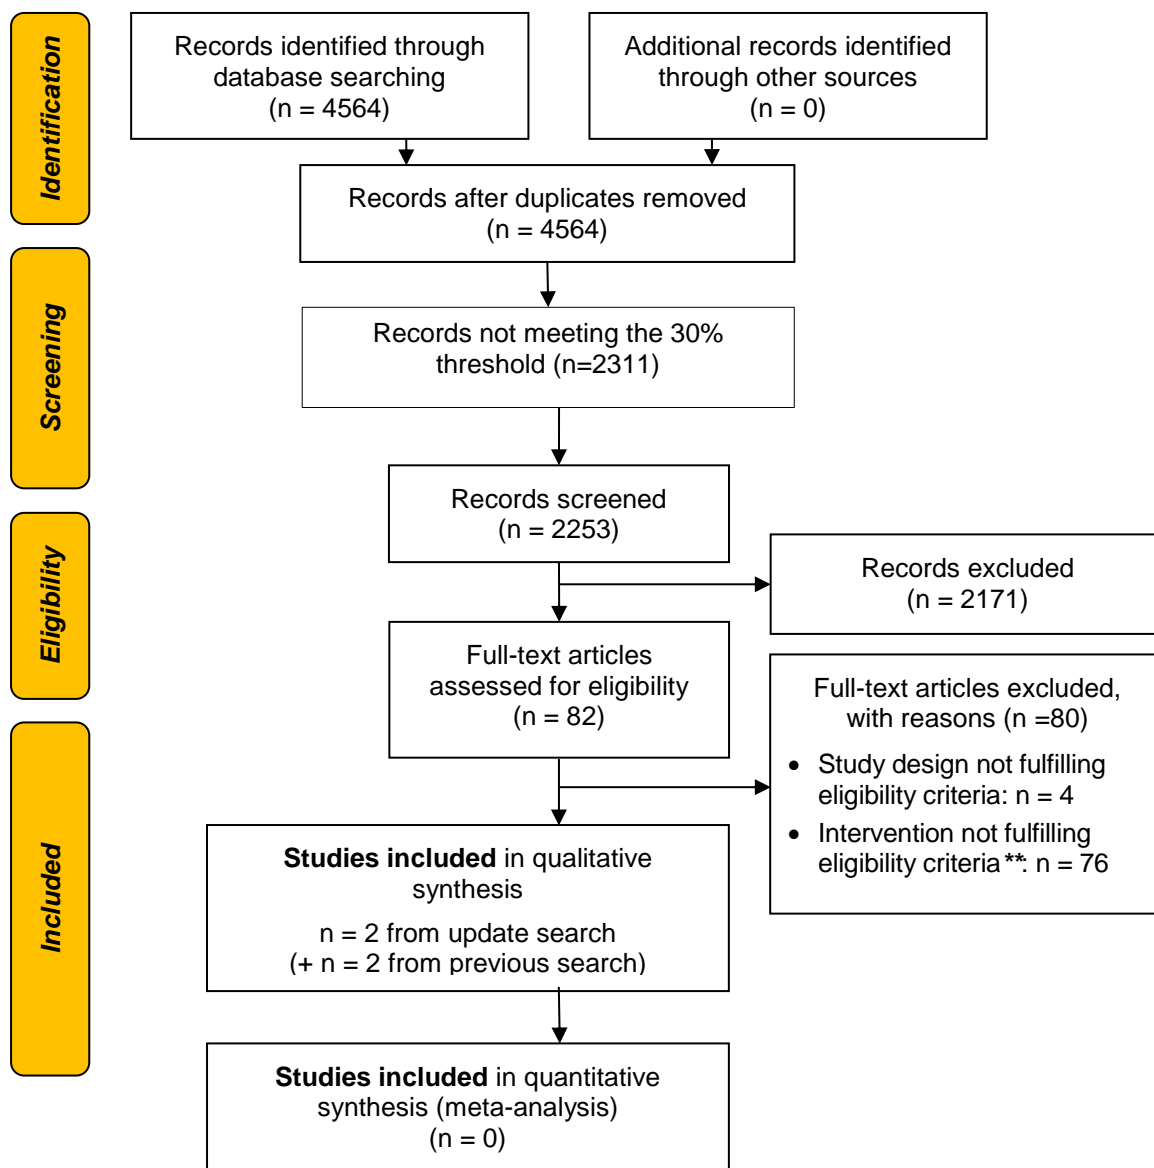 Identification
Records identified through
database searching
(n = 4564)
Additional records identified
through other sources
(n = 0)
Records after duplicates removed
(n = 4564)
Screening
Records not meeting the 30%
threshold (n=2311)
Records screened
(n = 2253)
Eligibility
Records excluded
(n = 2171)
Full-text articles
assessed for eligibility
(n = 82)
Full-text articles excluded,
with reasons (n =80)
• Study design not fulfilling
eligibility criteria: n = 4
• Intervention not fulfilling
eligibility criteria**: n = 76
Included
Studies included in qualitative
synthesis
n = 2 from update search
(+ n = 2 from previous search)
Studies included in quantitative
synthesis (meta-analysis)
(n = 0)